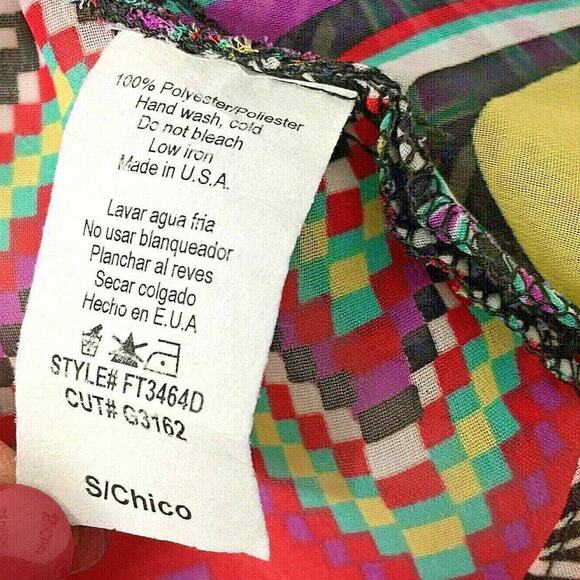 100% Polyester/Poliester
Hand wash, cold
Do not bleach
Low iron
Made in U.S.A.
Lavar agua fria
No usar blanqueador
Planchar al reves
Secar colgado
Hecho en E.U.A
STYLE# FT3464D
CUT# G3162
S/Chico